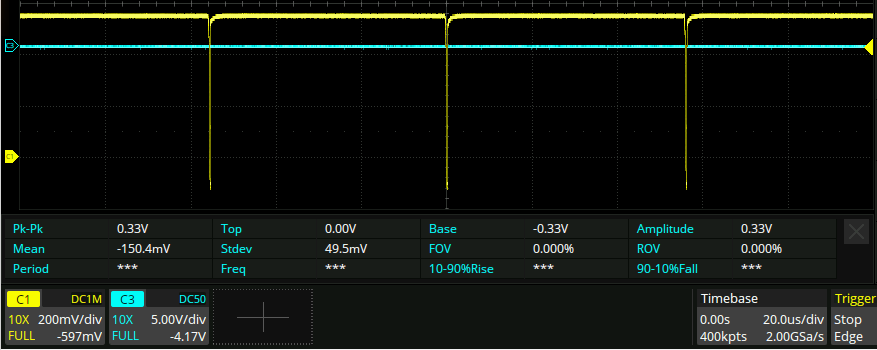 C3
C1
Pk-Pk 0.33V Top 0.00V Base -0.33V Amplitude 0.33V
Mean -150.4mV Stdev 49.5mV FOV 0.000% ROV 0.000%
Period *** Freq *** 10-90%Rise *** 90-10%Fall ***
C1 DC1M C3 DC50 Timebase Trigger
10X 200mV/div 10X 5.00V/div 0.00s 20.0us/div Stop
FULL -597mV FULL -4.17V 400kpts 2.00GSa/s Edge